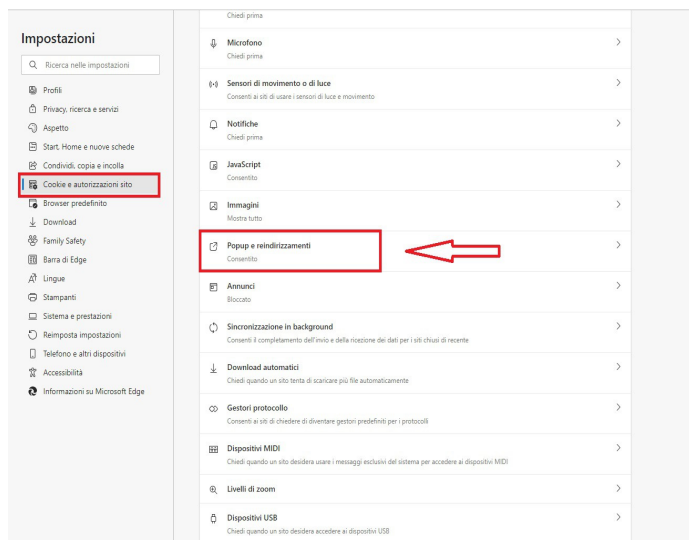 Impostazioni
Ricerca nelle impostazioni
Profili
Privacy, ricerca e servizi
Aspetto
Start, Home e nuove schede
Condividi, copia e incolla
Cookie e autorizzazioni sito
Browser predefinito
Download
Family Safety
Barra di Edge
Lingue
Stampanti
Sistema e prestazioni
Reimposta impostazioni
Telefono e altri dispositivi
Accessibilità
Informazioni su Microsoft Edge
Chiedi prima
Microfono
Chiedi prima
Sensori di movimento o di luce
Consenti ai siti di usare i sensori di luce e movimento
Notifiche
Chiedi prima
JavaScript
Consentito
Immagini
Mostra tutto
Popup e reindirizzamenti
Consentito
Annunci
Bloccato
Sincronizzazione in background
Consenti il completamento dell'invio e della ricezione dei dati per i siti chiusi di recente
Download automatici
Chiedi quando un sito tenta di scaricare più file automaticamente
Gestori protocollo
Consenti ai siti di chiedere di diventare gestori predefiniti per i protocolli
Dispositivi MIDI
Chiedi quando un sito desidera usare i messaggi esclusivi del sistema per accedere ai dispositivi MIDI
Livelli di zoom
Dispositivi USB
Chiedi quando un sito desidera accedere ai dispositivi USB